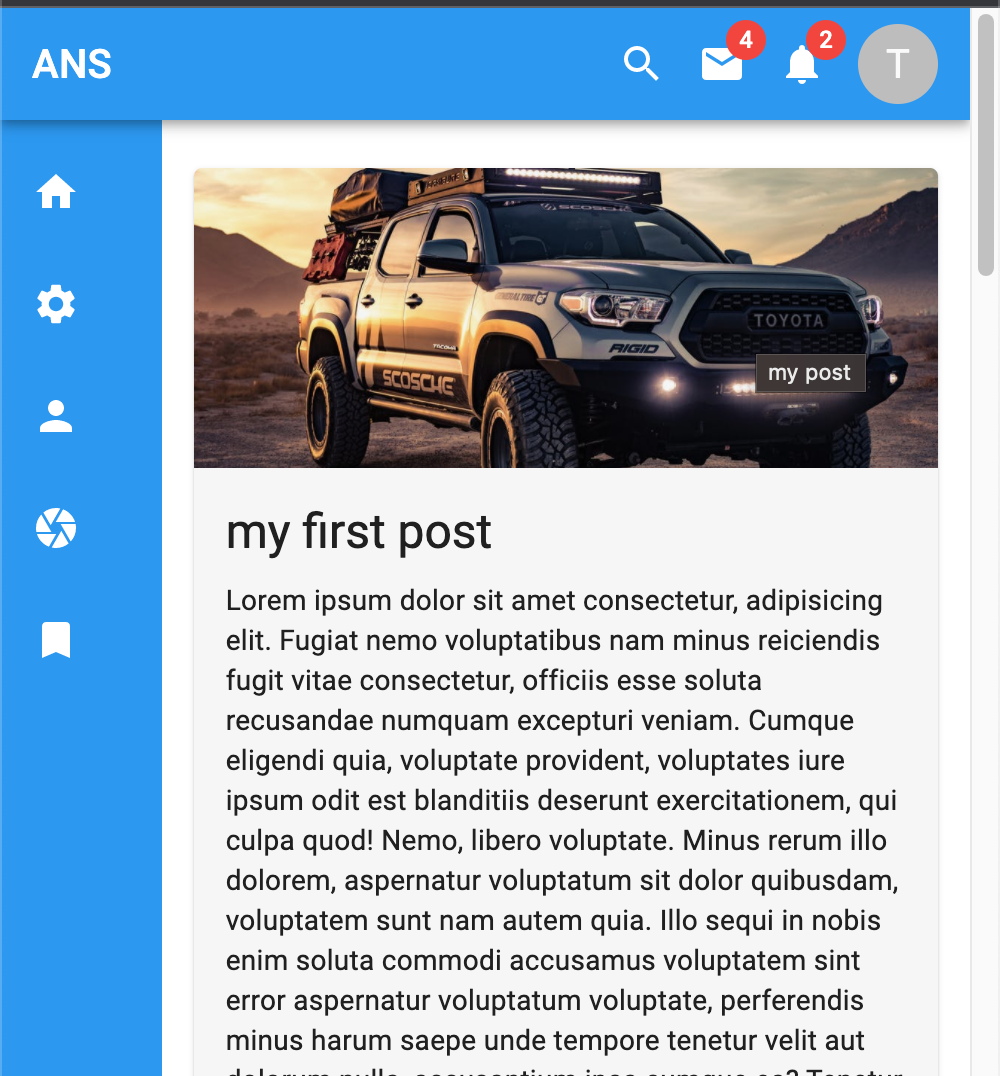 ANS
4
2
T
SCOSCHE
TOYOTA
RIGID
TACOMA
SCOSCHE
my post
my first post
Lorem ipsum dolor sit amet consectetur, adipisicing
elit. Fugiat nemo voluptatibus nam minus reiciendis
fugit vitae consectetur, officiis esse soluta
recusandae numquam excepturi veniam. Cumque
eligendi quia, voluptate provident, voluptates iure
ipsum odit est blanditiis deserunt exercitationem, qui
culpa quod! Nemo, libero voluptate. Minus rerum illo
dolorem, aspernatur voluptatum sit dolor quibusdam,
voluptatem sunt nam autem quia. Illo sequi in nobis
enim soluta commodi accusamus voluptatem sint
error aspernatur voluptatum voluptate, perferendis
minus harum saepe unde tempore tenetur velit aut